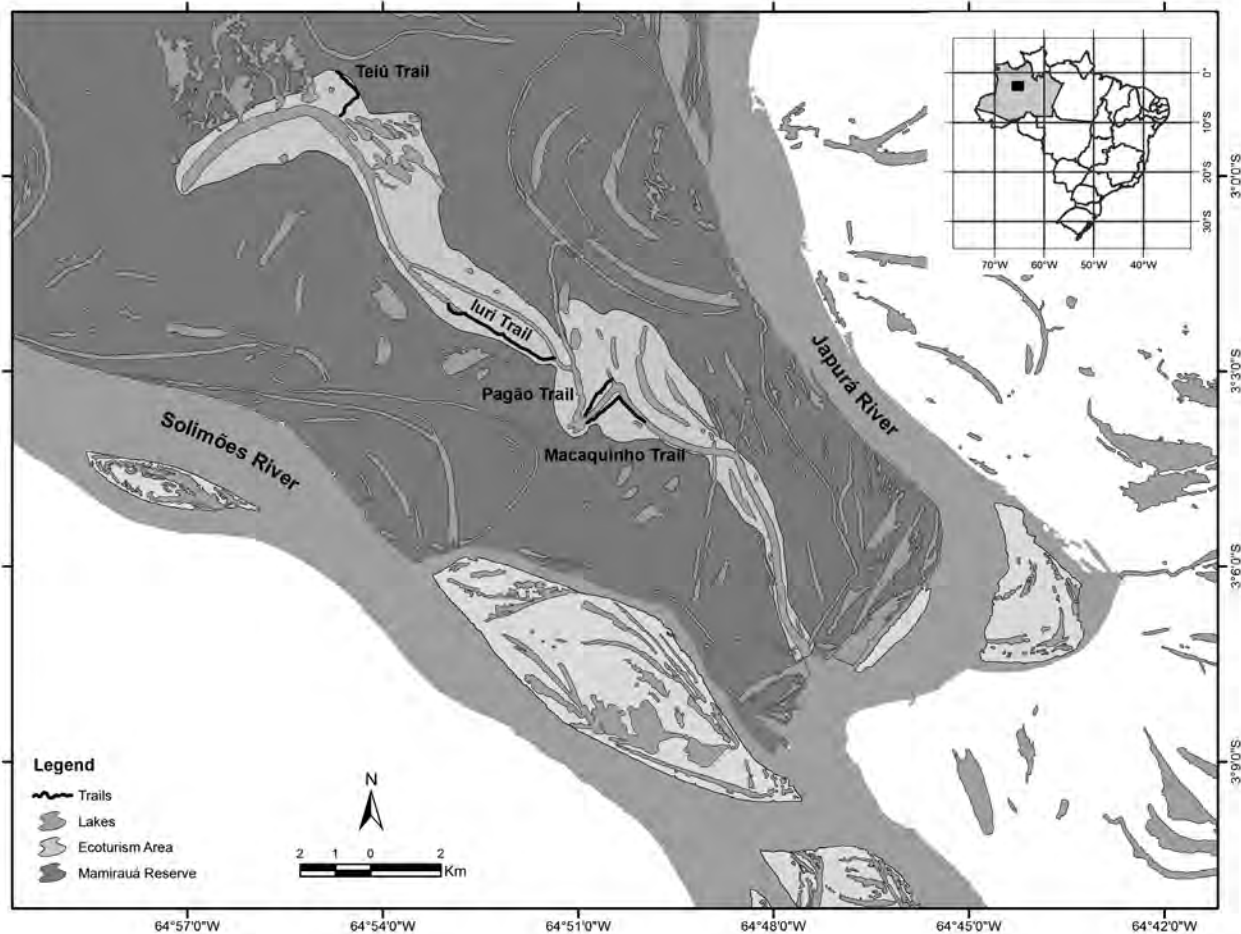 Teiú Trail
Iuri Trail
Pagão Trail
Macaquinho Trail
Solimões River
Japurá River
0°
10°S
20°S
30°S
70°W 60°W 50°W 40°W
3°0'0"S
3°3'0"S
3°6'0"S
3°9'0"S
Legend
Trails
Lakes
Ecoturism Area
Mamirauá Reserve
N
2 1 0 2
Km
64°57'0"W 64°54'0"W 64°51'0"W 64°48'0"W 64°45'0"W 64°42'0"W